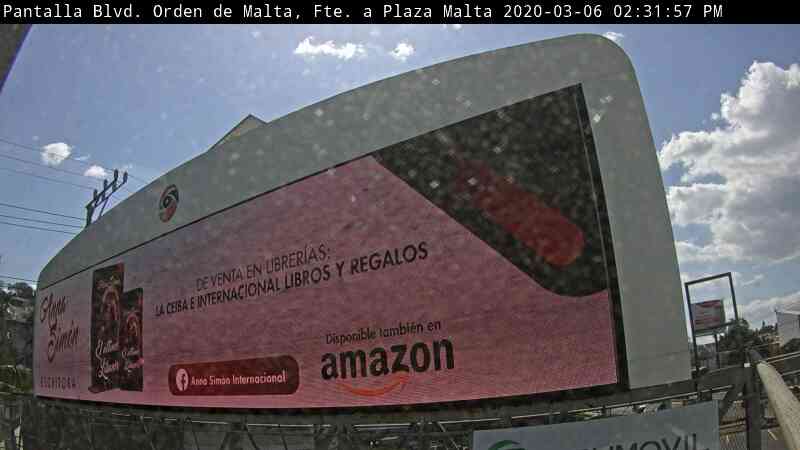 Pantalla Blvd. Orden de Malta, Fte. a Plaza Malta 2020-03-06 02:31:57 PM
Anna
Simón
ESCRITORA
DE VENTA EN LIBRERÍAS:
LA CEIBA E INTERNACIONAL LIBROS Y REGALOS
Disponible también en
amazon
Anna Simón Internacional